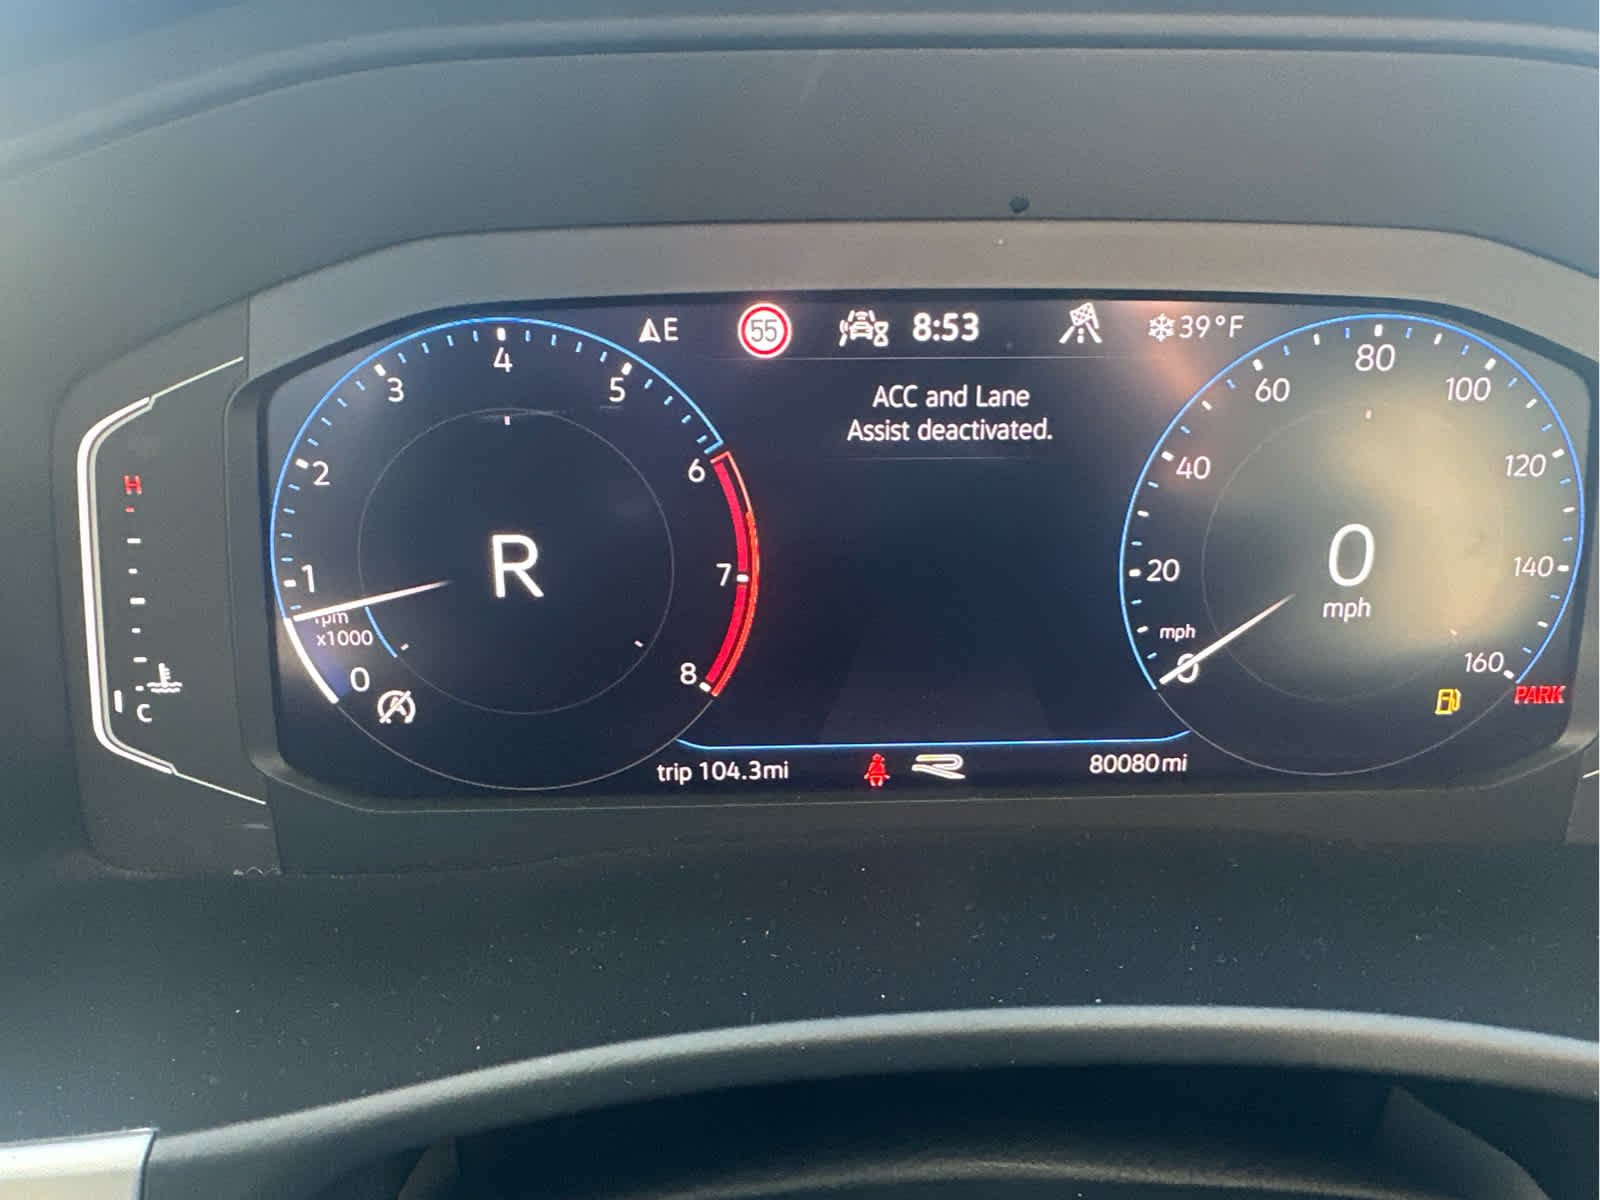 E 55 8:53 39°F
ACC and Lane
Assist deactivated.
0 1 2 3 4 5 6 7 8
rpm
x1000
R
H
C
0 20 40 60 80 100 120 140 160
mph
0
mph
PARK
trip 104.3mi
80080mi